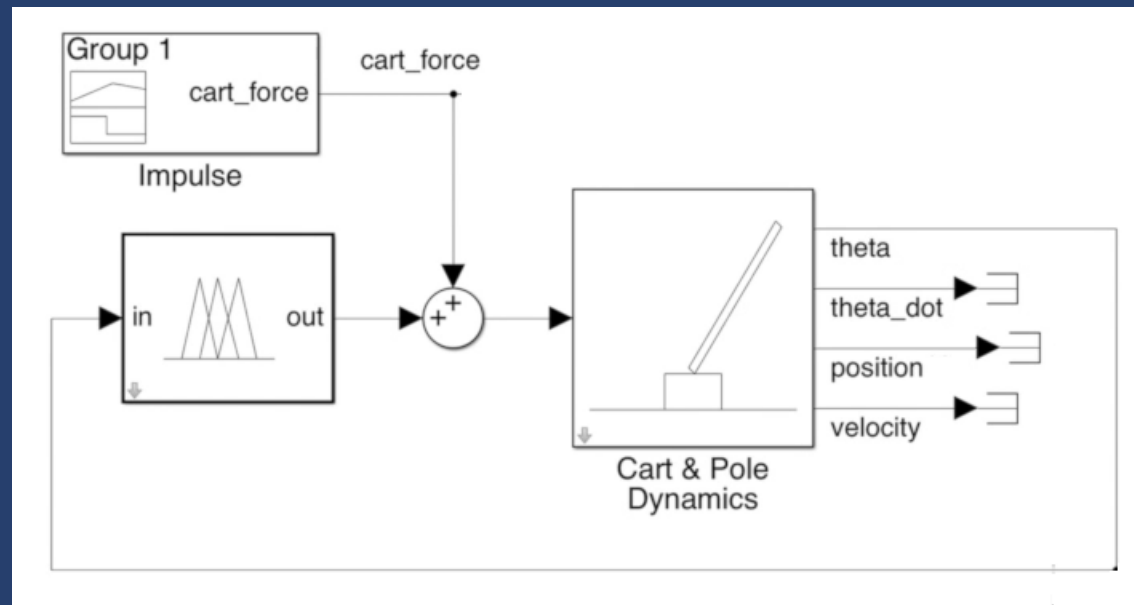 Group 1
cart_force
cart_force
Impulse
in
out
+
+
theta
theta_dot
position
velocity
Cart & Pole
Dynamics